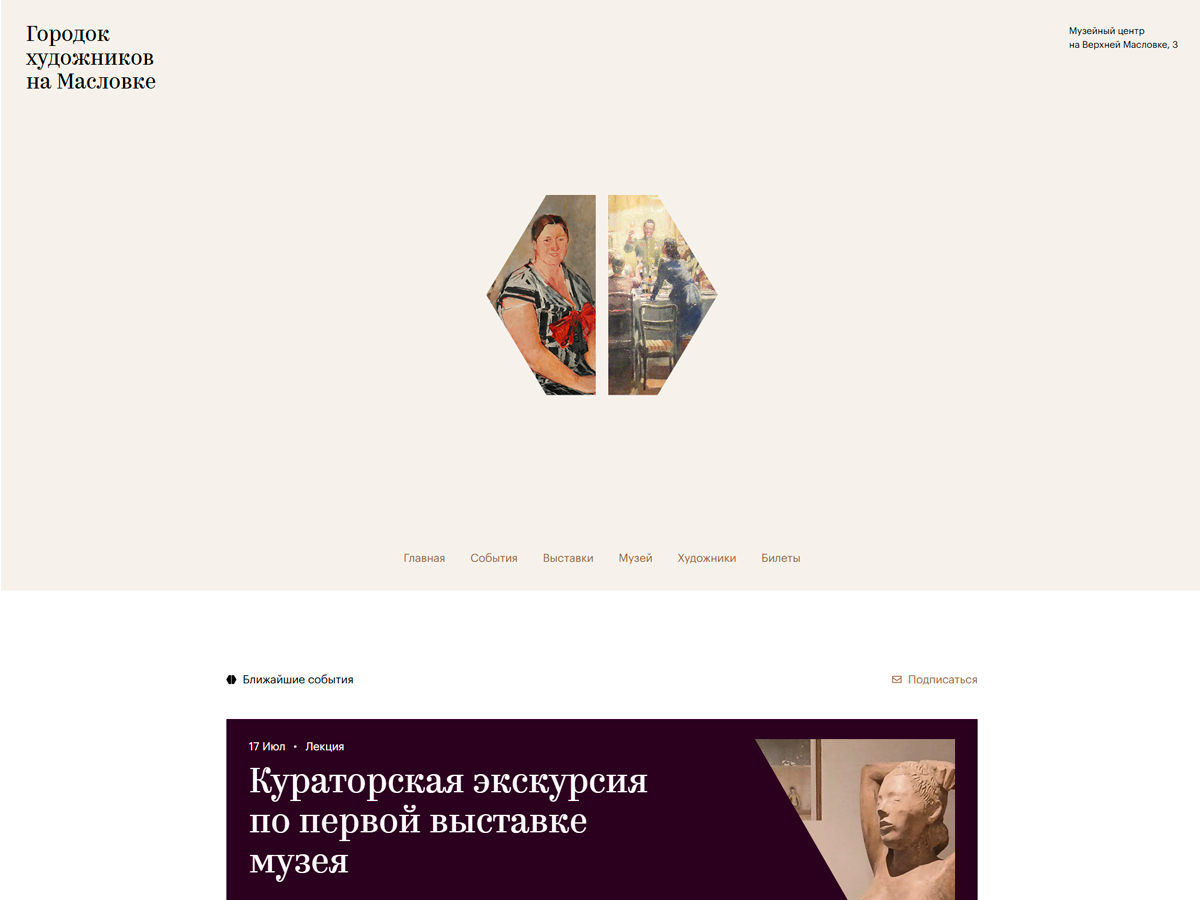 Городок
художников
на Масловке
Музейный центр
на Верхней Масловке, 3
Главная События Выставки Музей Художники Билеты
Ближайшие события
Подписаться
17 Июл • Лекция
Кураторская экскурсия
по первой выставке
музея